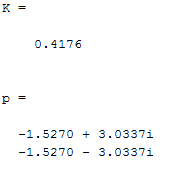 K =
0.4176
p =
-1.5270 + 3.0337i
-1.5270 - 3.0337i